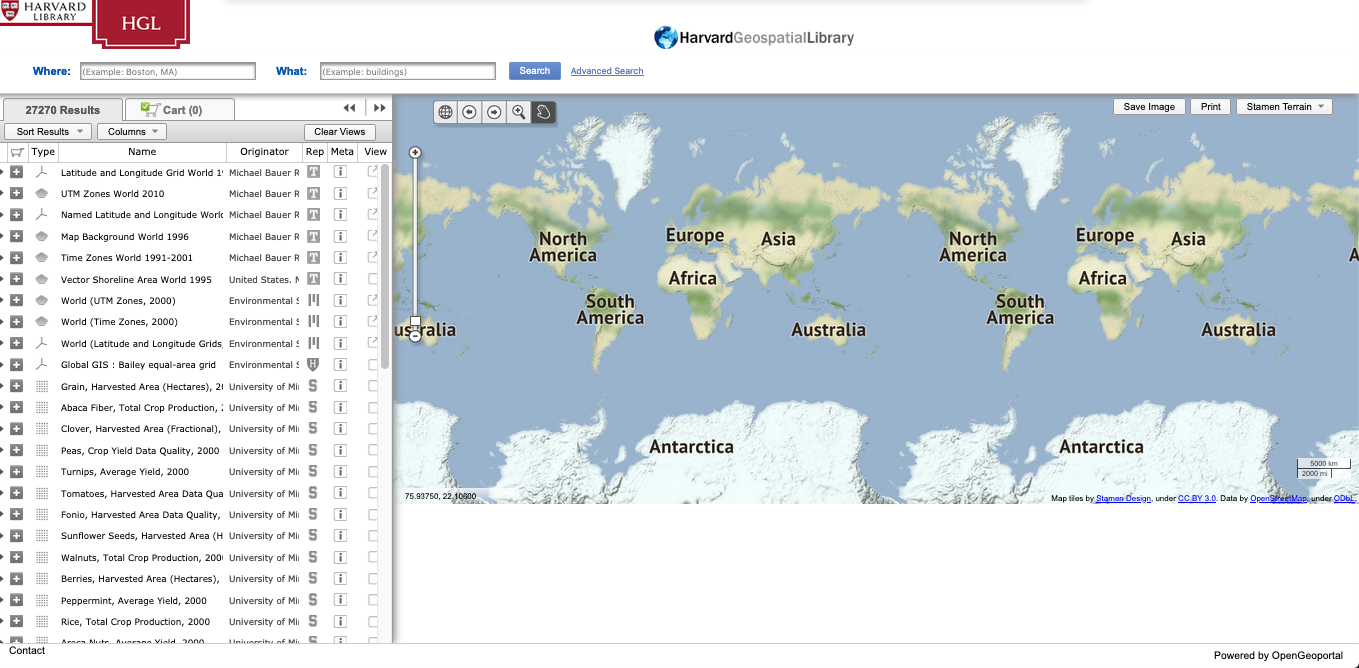 HARVARD
LIBRARY
HGL
HarvardGeospatialLibrary
Where: (Example: Boston, MA) What: (Example: buildings) Search Advanced Search
27270 Results Cart (0)
Save Image Print Stamen Terrain
Sort Results Columns Clear Views
Type Name Originator Rep Meta View
Latitude and Longitude Grid World 1 Michael Bauer R
UTM Zones World 2010 Michael Bauer R
Named Latitude and Longitude World Michael Bauer R
Map Background World 1996 Michael Bauer R
Time Zones World 1991-2001 Michael Bauer R
Vector Shoreline Area World 1995 United States. N
World (UTM Zones, 2000) Environmental S
World (Time Zones, 2000) Environmental S
World (Latitude and Longitude Grids, Environmental S
Global GIS : Bailey equal-area grid Environmental S
Grain, Harvested Area (Hectares), 2 University of Mi
Abaca Fiber, Total Crop Production, University of Mi
Clover, Harvested Area (Fractional), University of Mi
Peas, Crop Yield Data Quality, 2000 University of Mi
Turnips, Average Yield, 2000 University of Mi
Tomatoes, Harvested Area Data Qua University of Mi
Fonio, Harvested Area Data Quality, University of Mi
Sunflower Seeds, Harvested Area (H University of Mi
Walnuts, Total Crop Production, 200 University of Mi
Berries, Harvested Area (Hectares), University of Mi
Peppermint, Average Yield, 2000 University of Mi
Rice, Total Crop Production, 2000 University of Mi
Areca Nuts, Average Yield, 2000 University of Mi
North
America
Europe
Asia
Africa
South
America
Australia
Antarctica
North
America
Europe
Asia
Africa
South
America
Australia
Antarctica
ustralia
A
5000 km
2000 mi
75.93750, 22.10600
Map tiles by Stamen Design, under CC BY 3.0. Data by OpenStreetMap, under ODbL.
Contact
Powered by OpenGeoportal